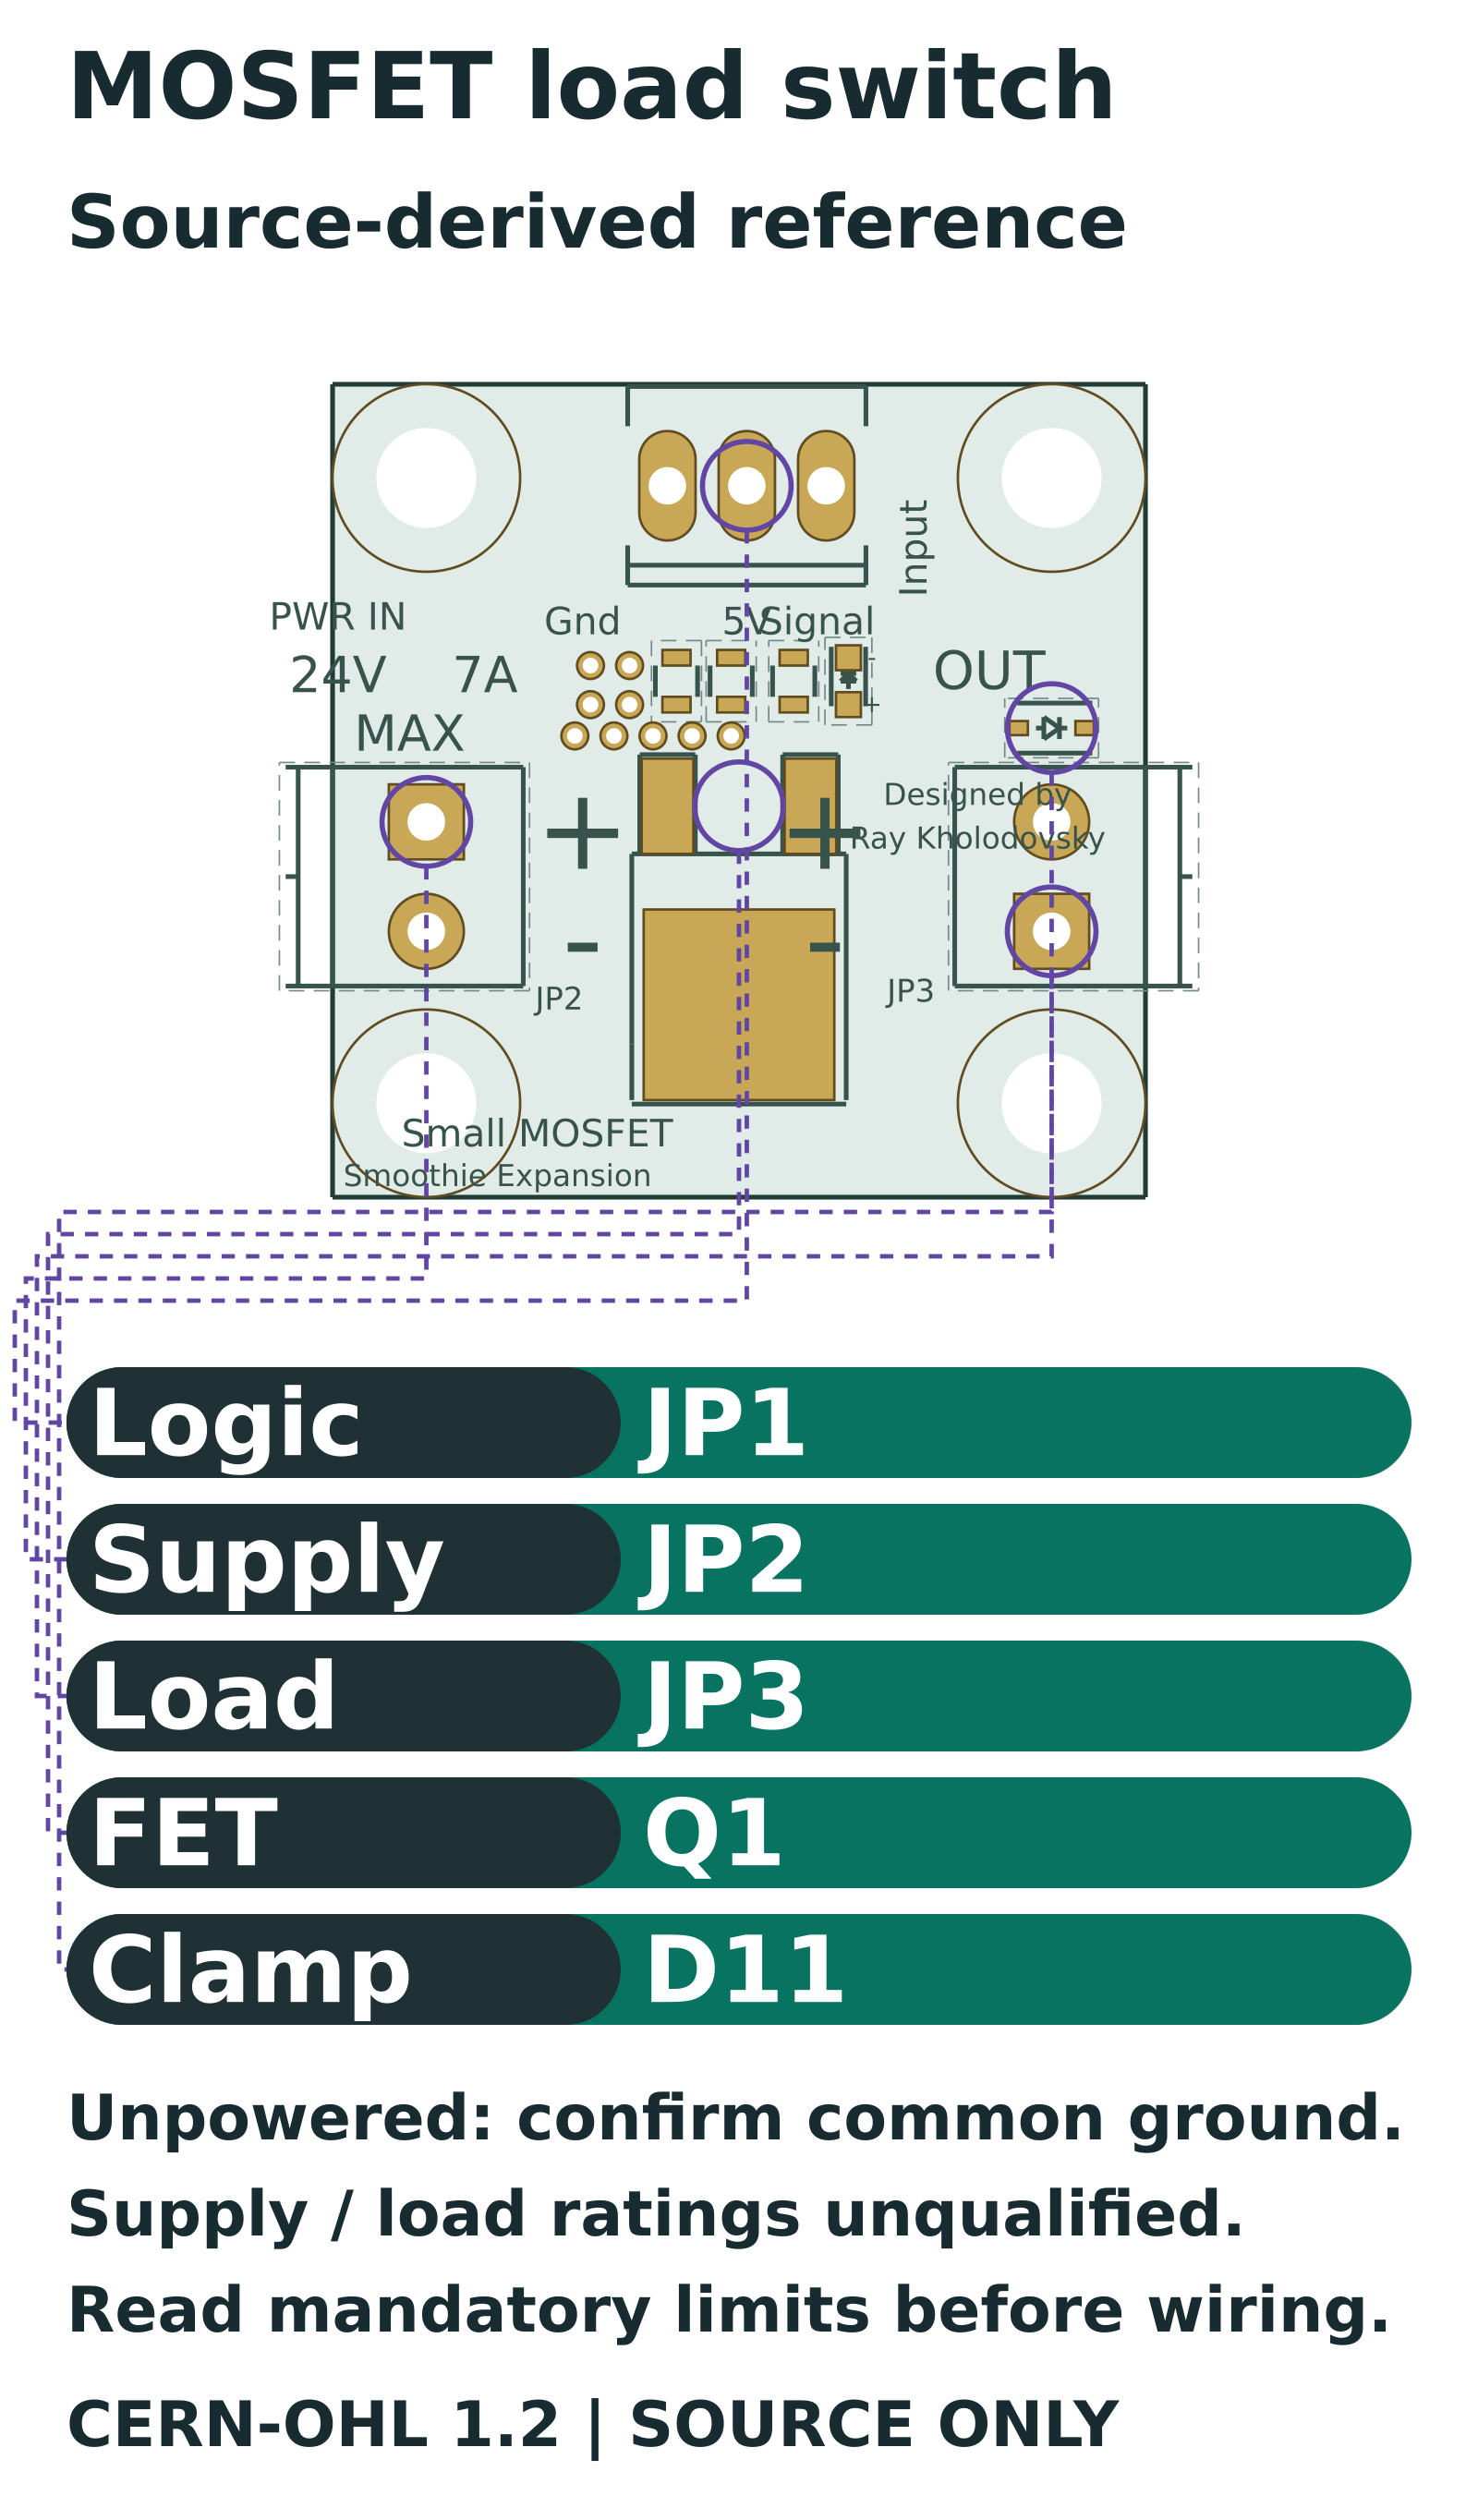 MOSFET load switch
Source-derived reference
Input
PWR IN
Gnd
5V
Signal
24V 7A
MAX
OUT
-
+
Designed by
Ray Kholodovsky
+
+
-
-
JP2
JP3
Small MOSFET
Smoothie Expansion
Logic JP1
Supply JP2
Load JP3
FET Q1
Clamp D11
Unpowered: confirm common ground.
Supply / load ratings unqualified.
Read mandatory limits before wiring.
CERN-OHL 1.2 | SOURCE ONLY